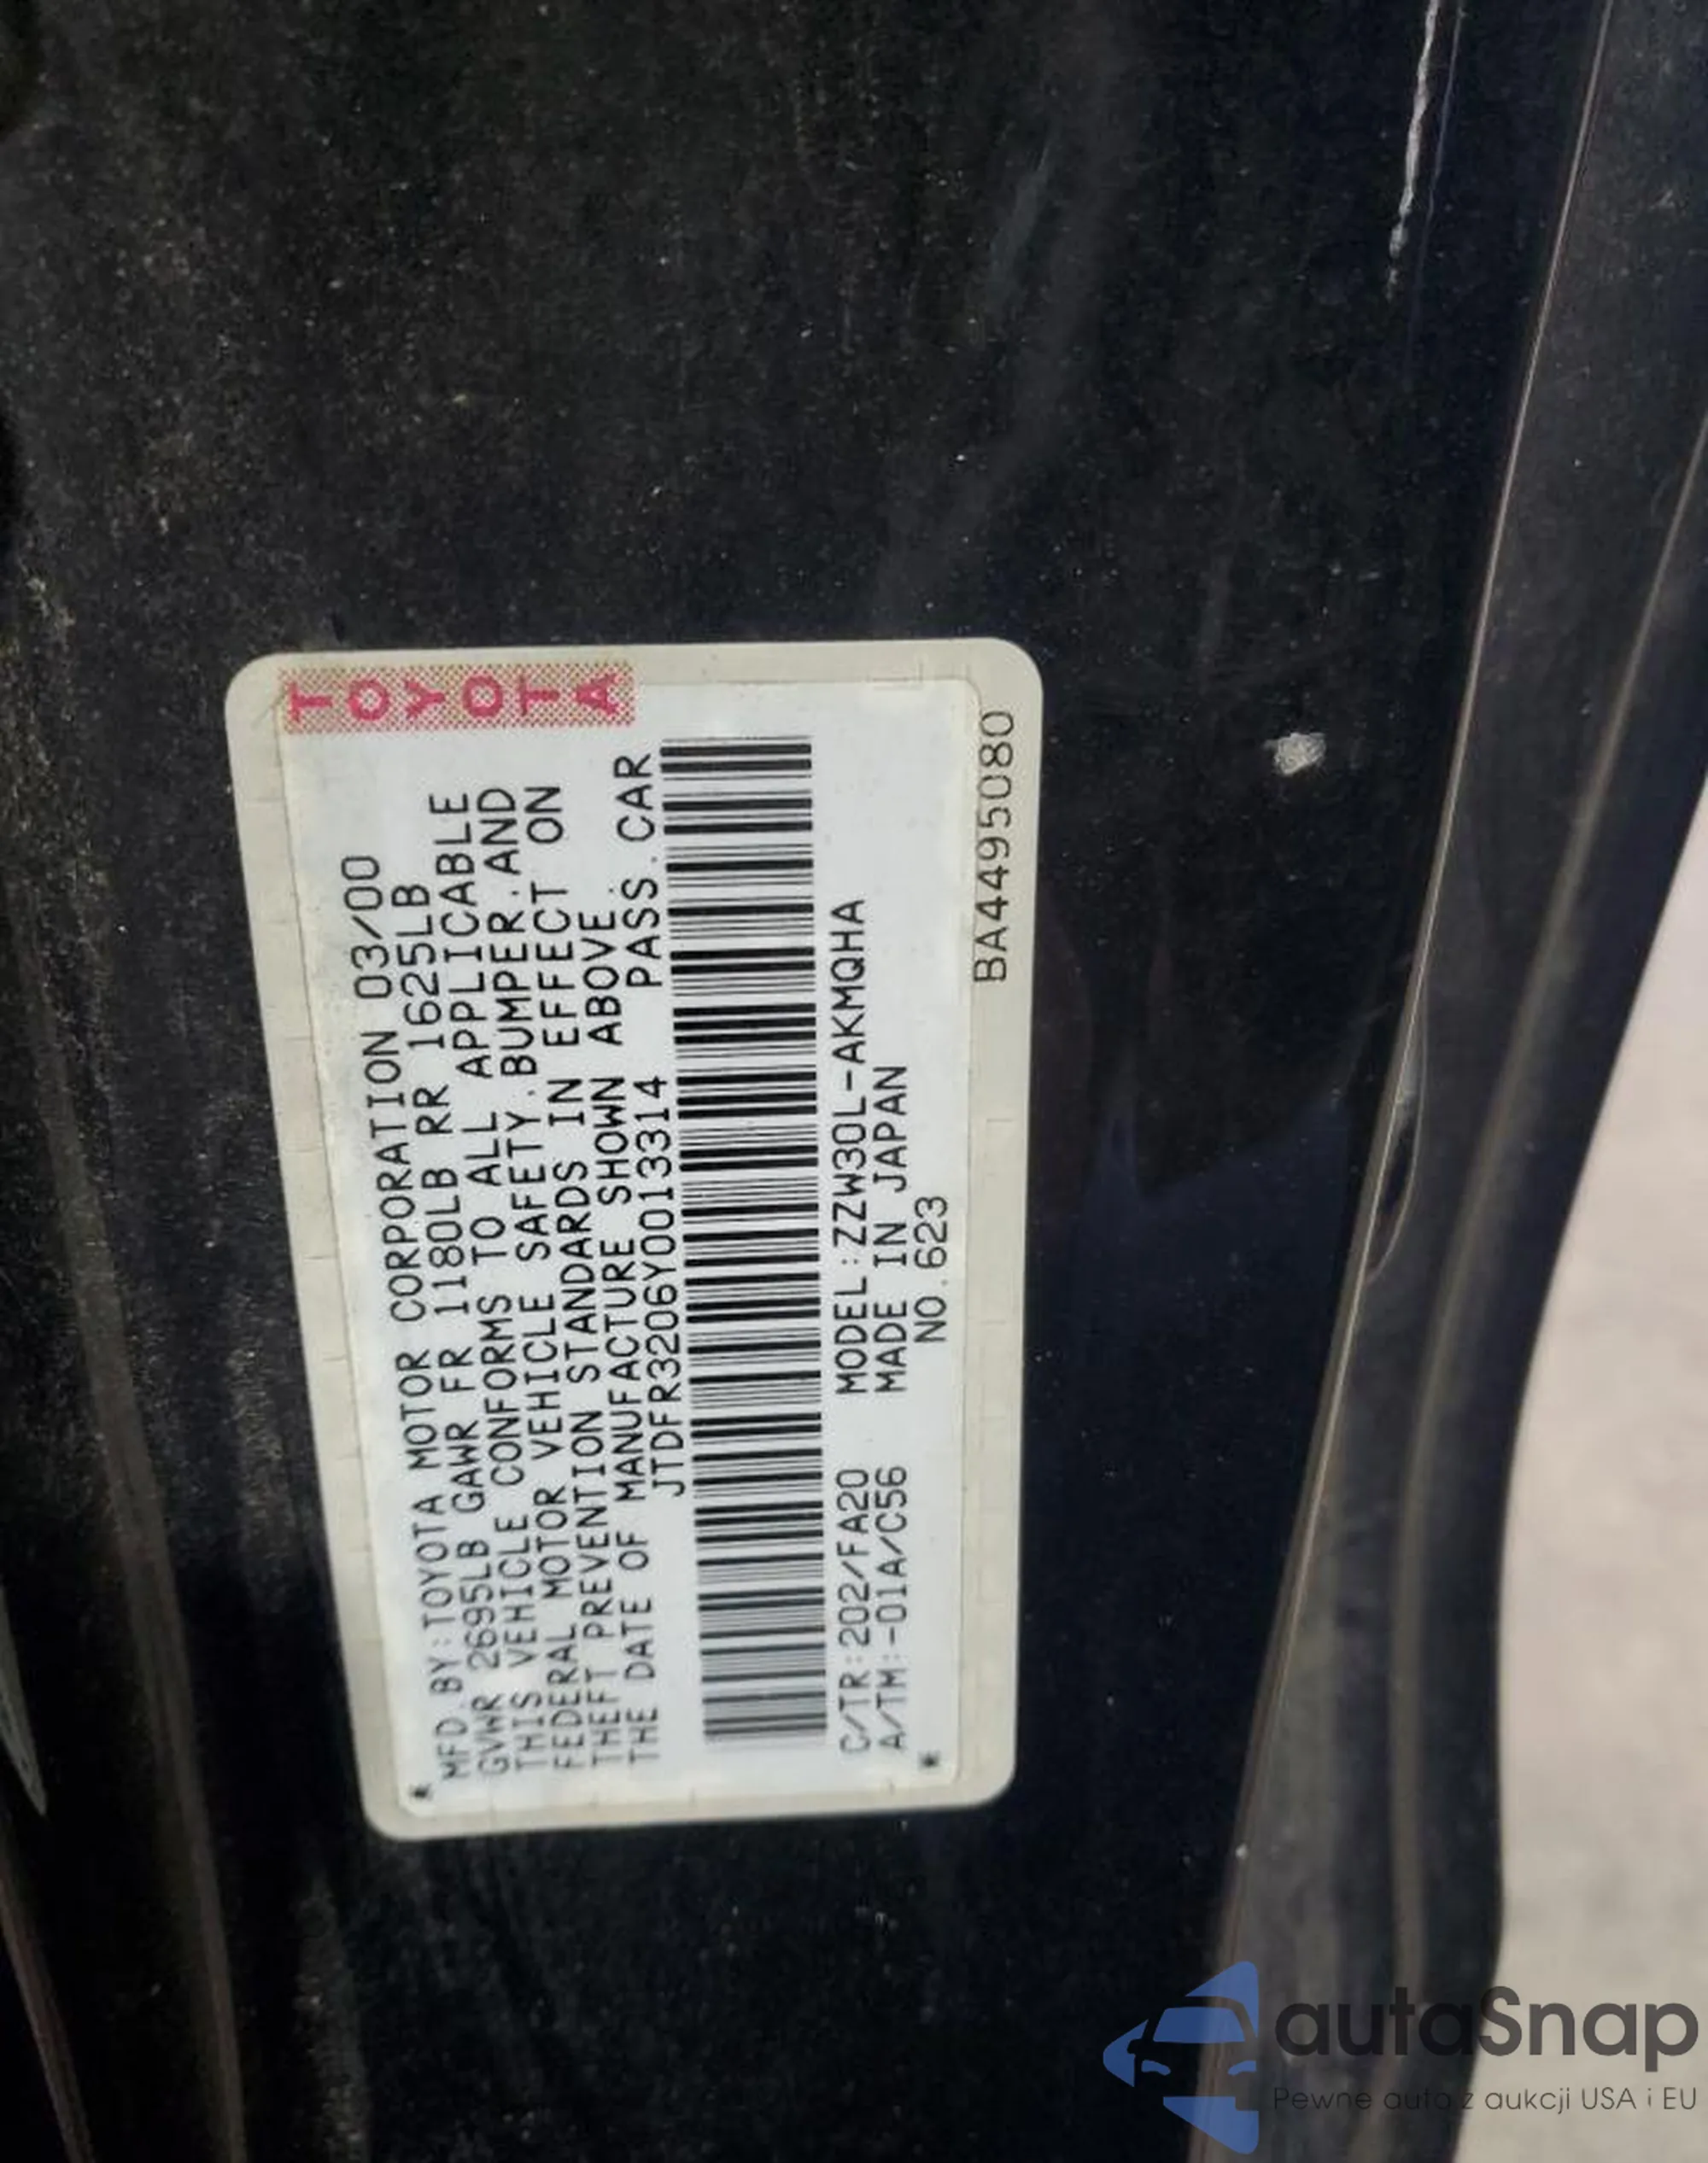 TOYOTA
MFD.BY:TOYOTA MOTOR CORPORATION 03/00
GVWR 2695LB GAWR FR 1180LB RR 1625LB
THIS VEHICLE CONFORMS TO ALL APPLICABLE
FEDERAL MOTOR VEHICLE SAFETY.BUMPER.AND
THEFT PREVENTION STANDARDS IN EFFECT ON
THE DATE OF MANUFACTURE SHOWN ABOVE.
JTDFR3206Y0013314 PASS.CAR
C/TR:202/FA20 MODEL:ZZW30L-AKMQHA
A/TM:-01A/C56 MADE IN JAPAN
NO.623
BA4495080
autaSnap
Pewne auta z aukcji USA i EU